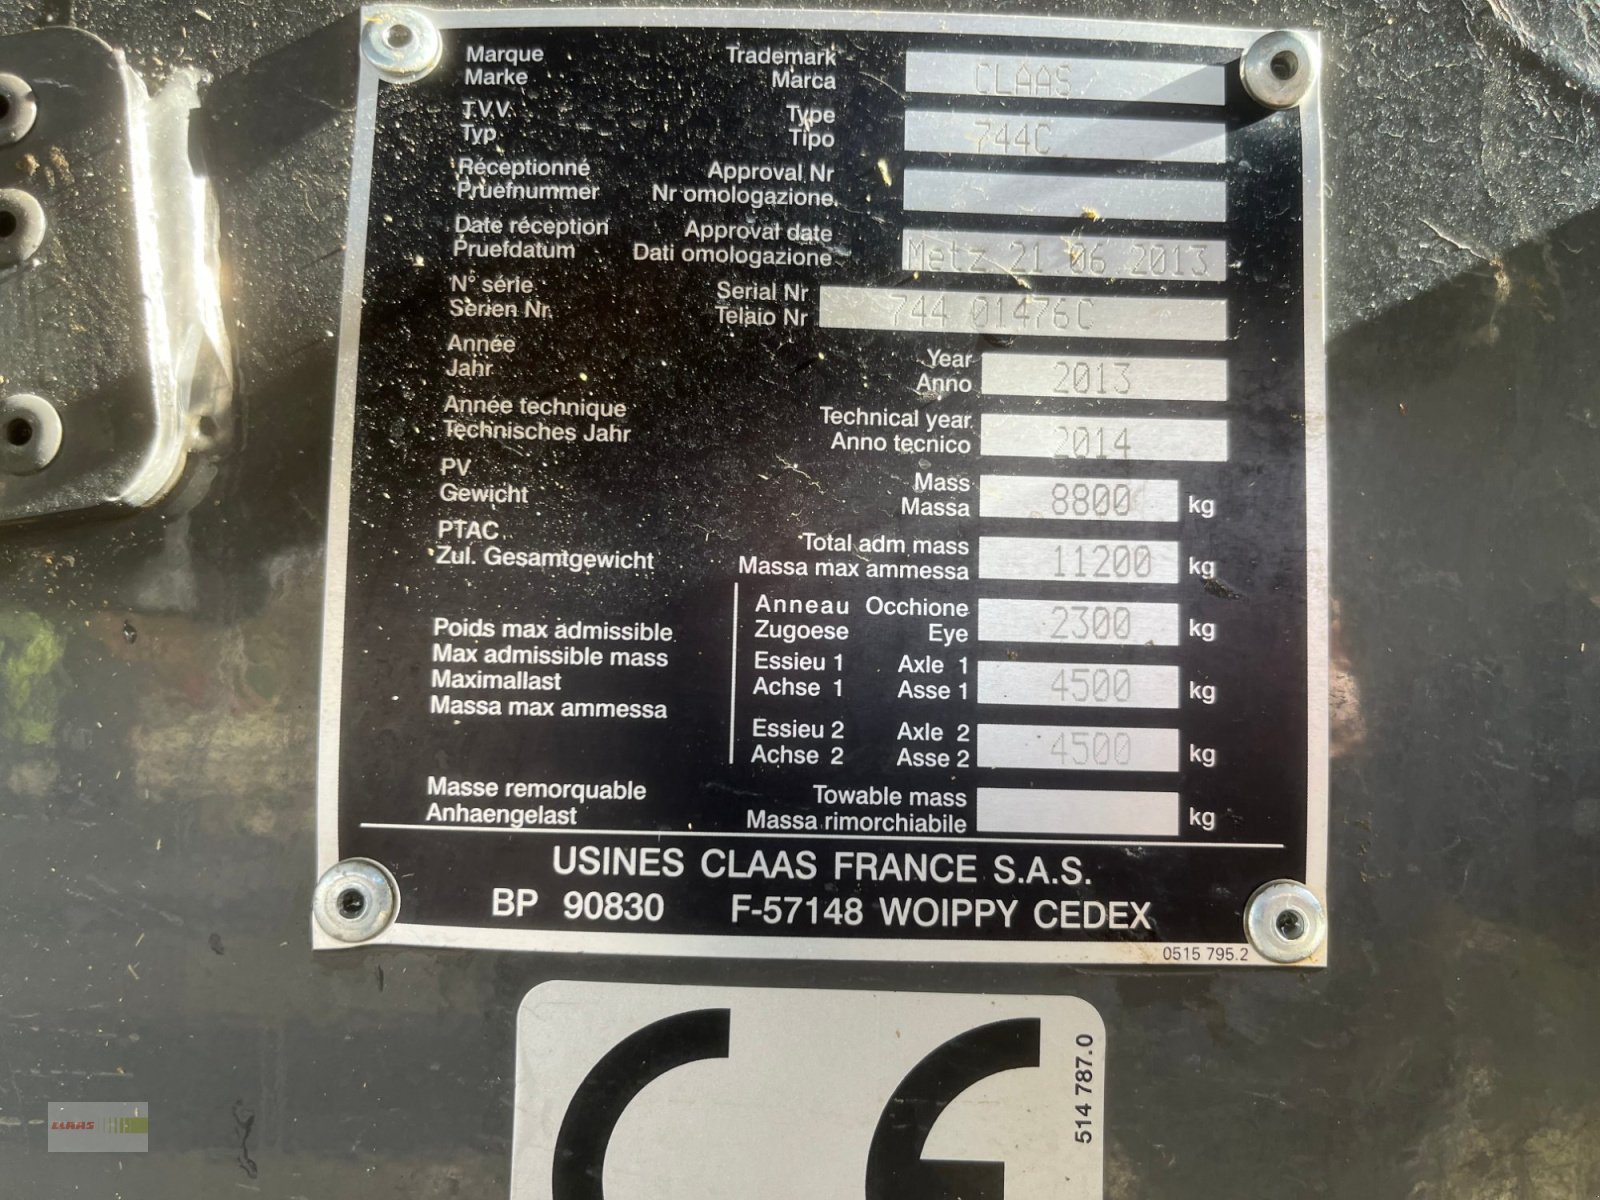 Marque Trademark CLAAS
Marke Marca
T.V.V. Type 744C
Typ Tipo
Réceptionné Approval Nr
Pruefnummer Nr omologazione
Date réception Approval date Metz 21 06 2013
Pruefdatum Dati omologazione
N° série Serial Nr 744 01476C
Serien Nr. Telaio Nr
Année Year 2013
Jahr Anno
Année technique Technical year 2014
Technisches Jahr Anno tecnico
PV Mass 8800 kg
Gewicht Massa
PTAC Total adm mass 11200 kg
Zul. Gesamtgewicht Massa max ammessa
Anneau Occhione 2300 kg
Zugoese Eye
Poids max admissible
Max admissible mass
Maximallast
Massa max ammessa
Essieu 1 Axle 1 4500 kg
Achse 1 Asse 1
Essieu 2 Axle 2 4500 kg
Achse 2 Asse 2
Masse remorquable Towable mass kg
Anhaengelast Massa rimorchiabile
USINES CLAAS FRANCE S.A.S.
BP 90830 F-57148 WOIPPY CEDEX
0515 795.2
CE
514 787.0
CLAAS